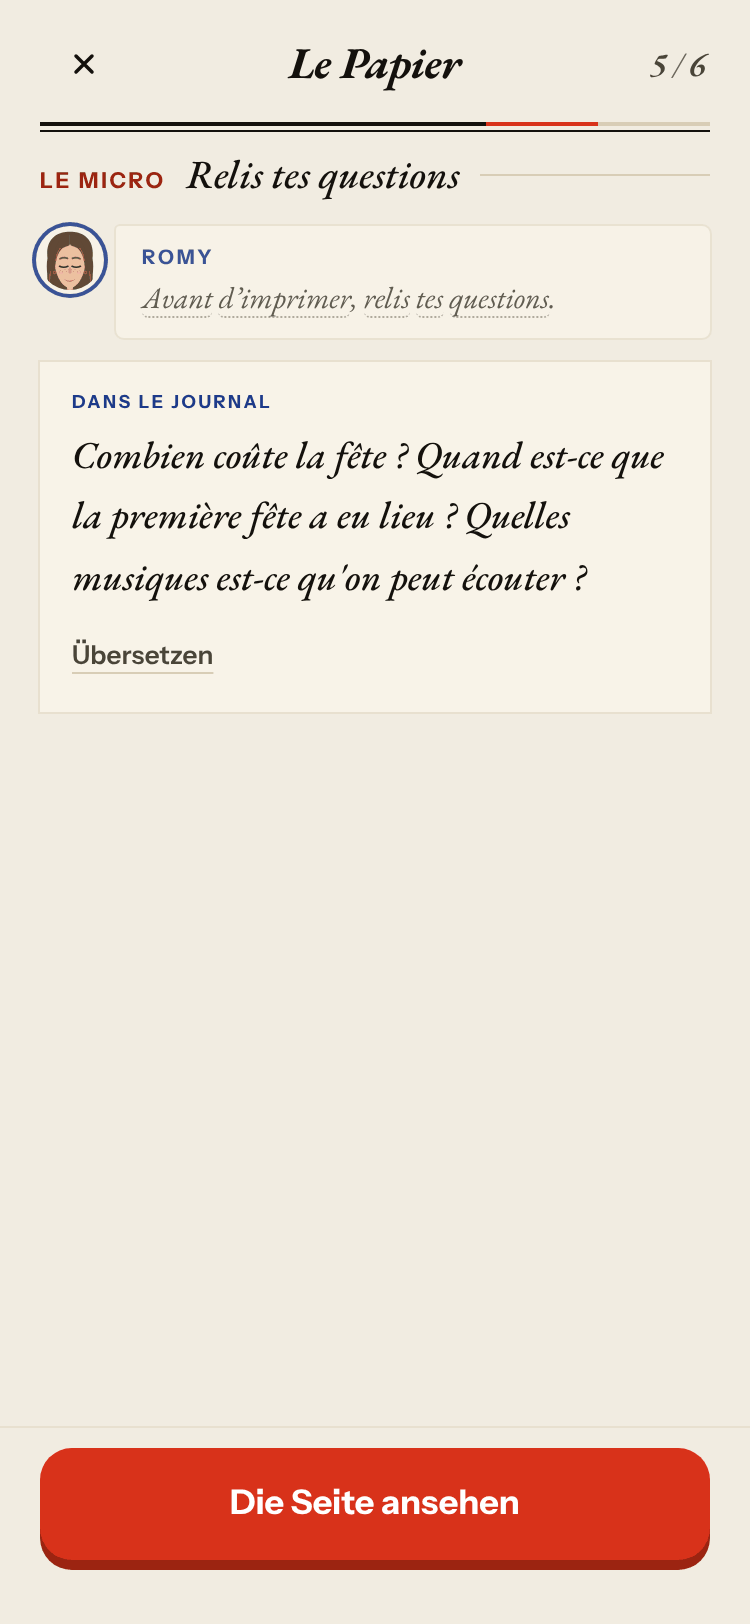 Le Papier
5 / 6
LE MICRO Relis tes questions
ROMY
Avant d’imprimer, relis tes questions.
DANS LE JOURNAL
Combien coûte la fête ? Quand est-ce que
la première fête a eu lieu ? Quelles
musiques est-ce qu'on peut écouter ?
Übersetzen
Die Seite ansehen